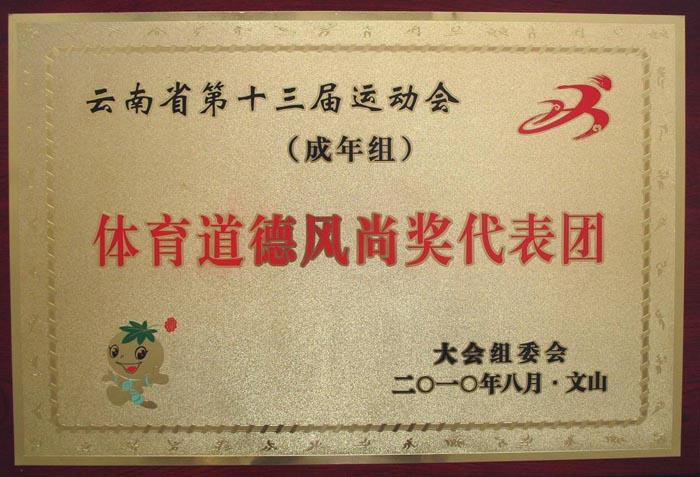 云南省第十三届运动会
（成年组）
体育道德风尚奖代表团
大会组委会
二〇一〇年八月·文山